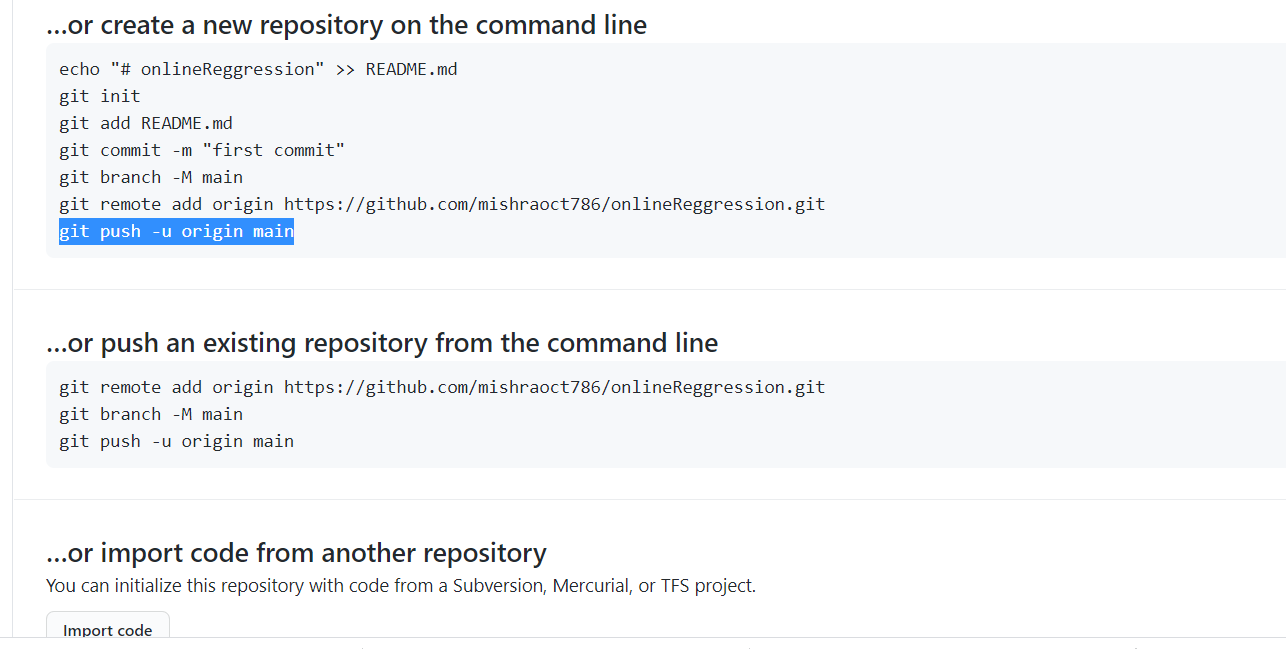 ...or create a new repository on the command line
echo "# onlineReggression" >> README.md
git init
git add README.md
git commit -m "first commit"
git branch -M main
git remote add origin https://github.com/mishraoct786/onlineReggression.git
git push -u origin main
...or push an existing repository from the command line
git remote add origin https://github.com/mishraoct786/onlineReggression.git
git branch -M main
git push -u origin main
...or import code from another repository
You can initialize this repository with code from a Subversion, Mercurial, or TFS project.
Import code